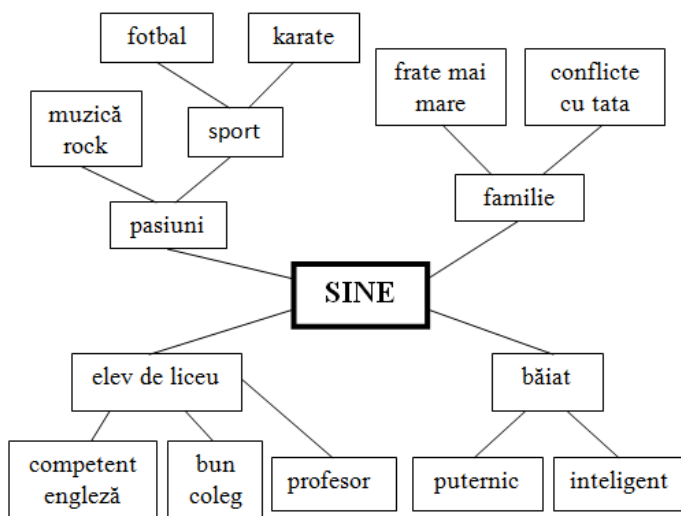 fotbal
karate
frate mai
mare
conflicte
cu tata
muzică
rock
sport
familie
pasiuni
SINE
elev de liceu
băiat
competent
engleză
bun
coleg
profesor
puternic
inteligent